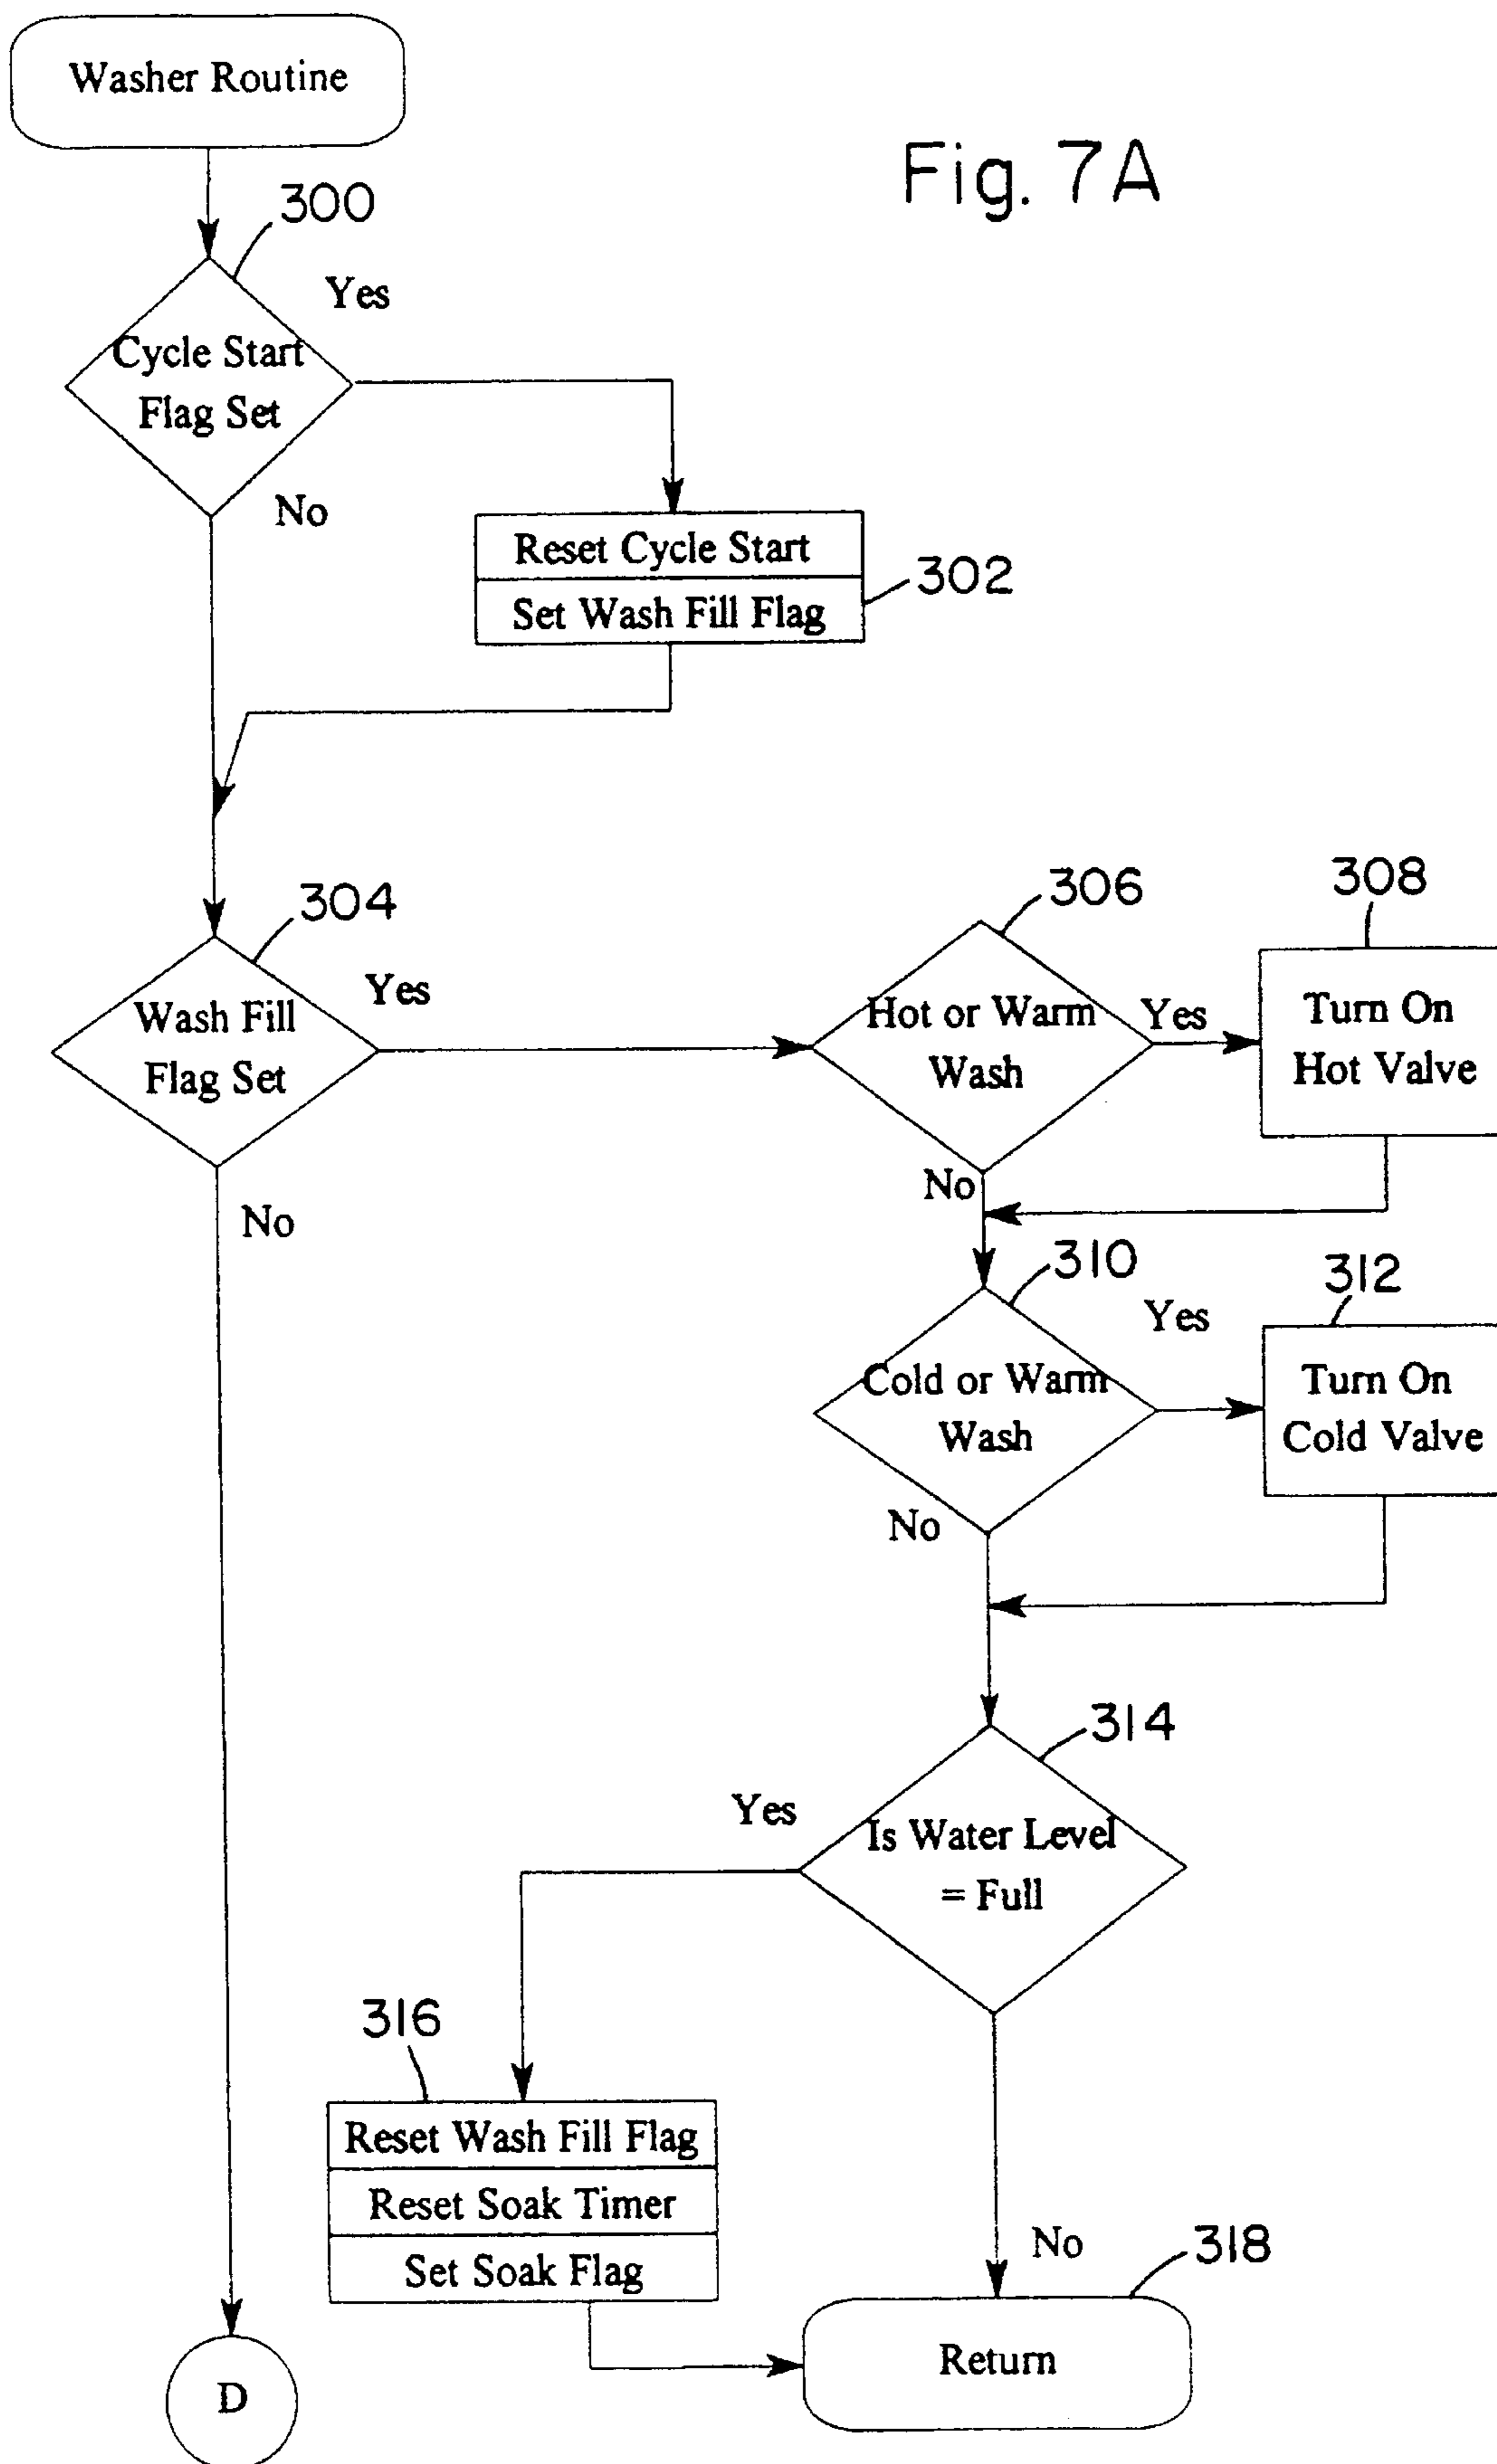 Washer Routine
Fig. 7A
300
Yes
Cycle Start
Flag Set
No
Reset Cycle Start
Set Wash Fill Flag
302
304
Wash Fill
Flag Set
Yes
No
306
Hot or Warm
Wash
Yes
308
Turn On
Hot Valve
No
310
Cold or Warm
Wash
Yes
312
Turn On
Cold Valve
No
314
Is Water Level
= Full
Yes
316
Reset Wash Fill Flag
Reset Soak Timer
Set Soak Flag
No
318
Return
D